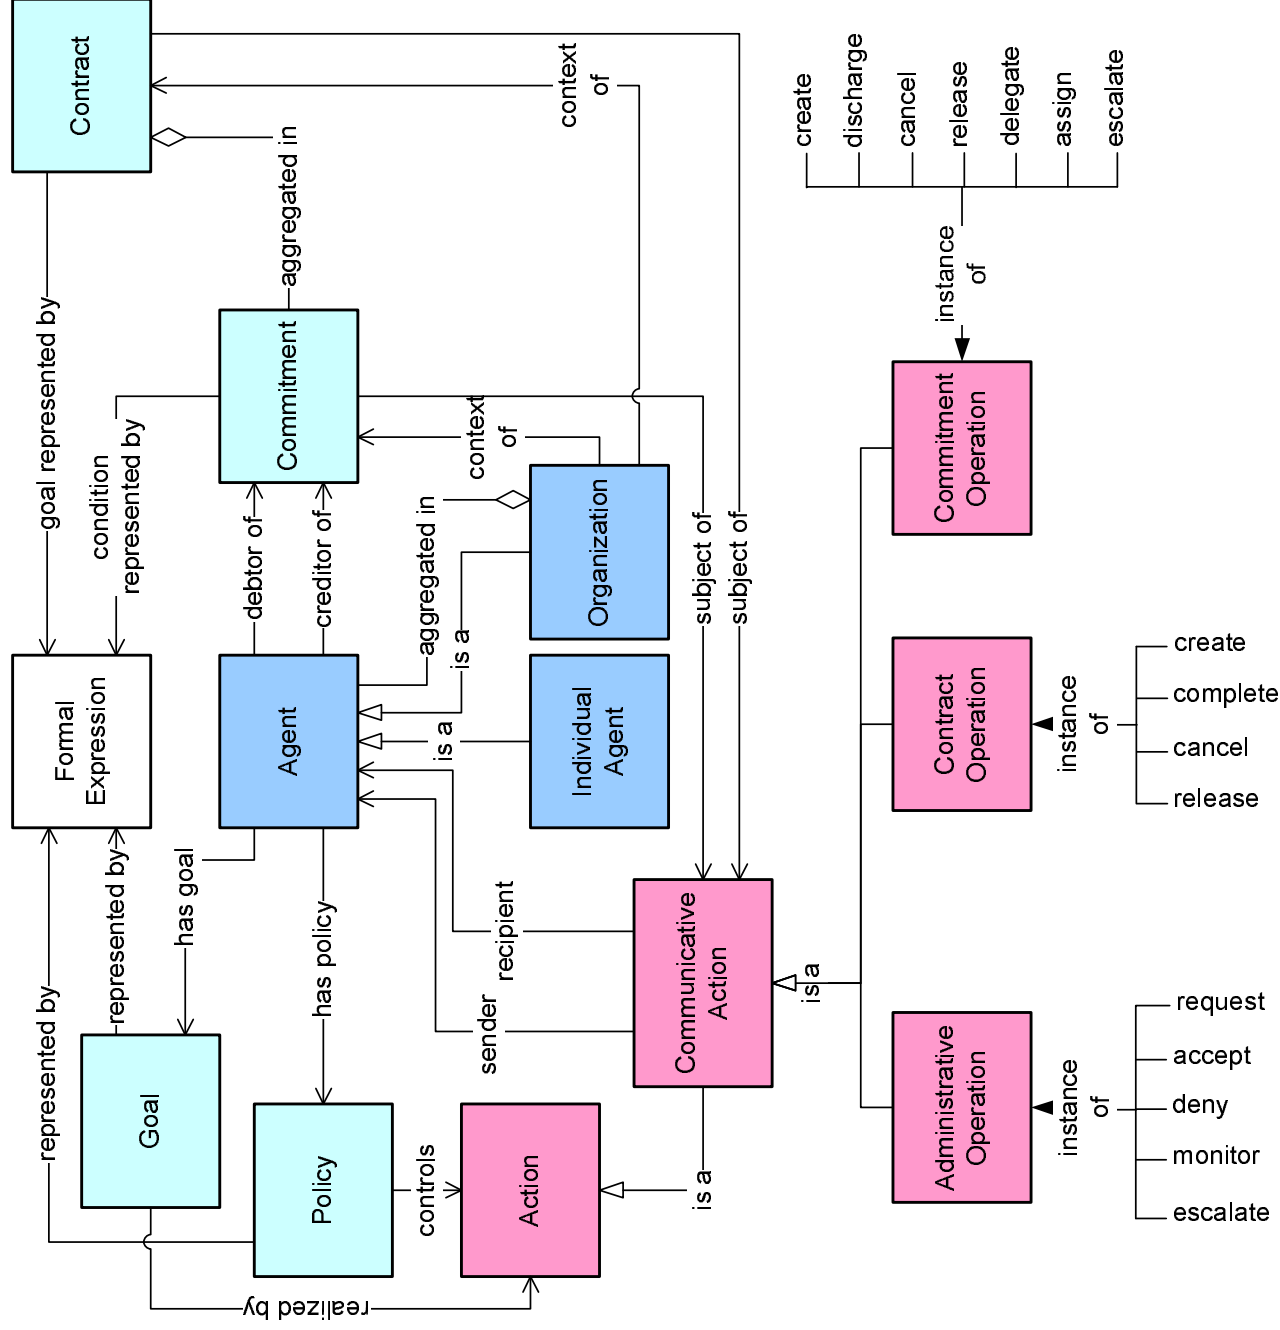 Contract
context
of
aggregated in
goal represented by
Commitment
condition
represented by
context
of
debtor of
creditor of
aggregated in
is a
Organization
subject of
subject of
Formal
Expression
Agent
is a
Individual
Agent
has goal
represented by
represented by
has policy
recipient
sender
Communicative
Action
Goal
Policy
controls
Action
is a
realized by
is a
create
discharge
cancel
release
delegate
assign
escalate
instance
of
Commitment
Operation
Contract
Operation
instance
of
create
complete
cancel
release
Administrative
Operation
instance
of
request
accept
deny
monitor
escalate